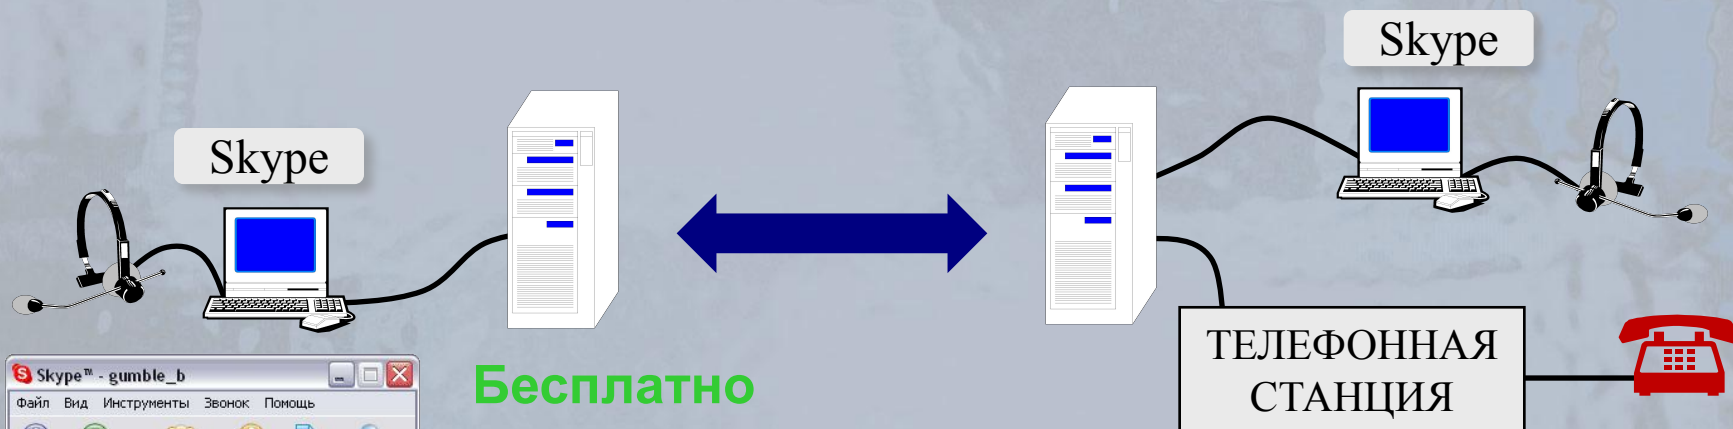 Skype
Skype
ТЕЛЕФОННАЯ
СТАНЦИЯ
Skype™ - gumble_b
Файл Вид Инструменты Звонок Помощь
Бесплатно